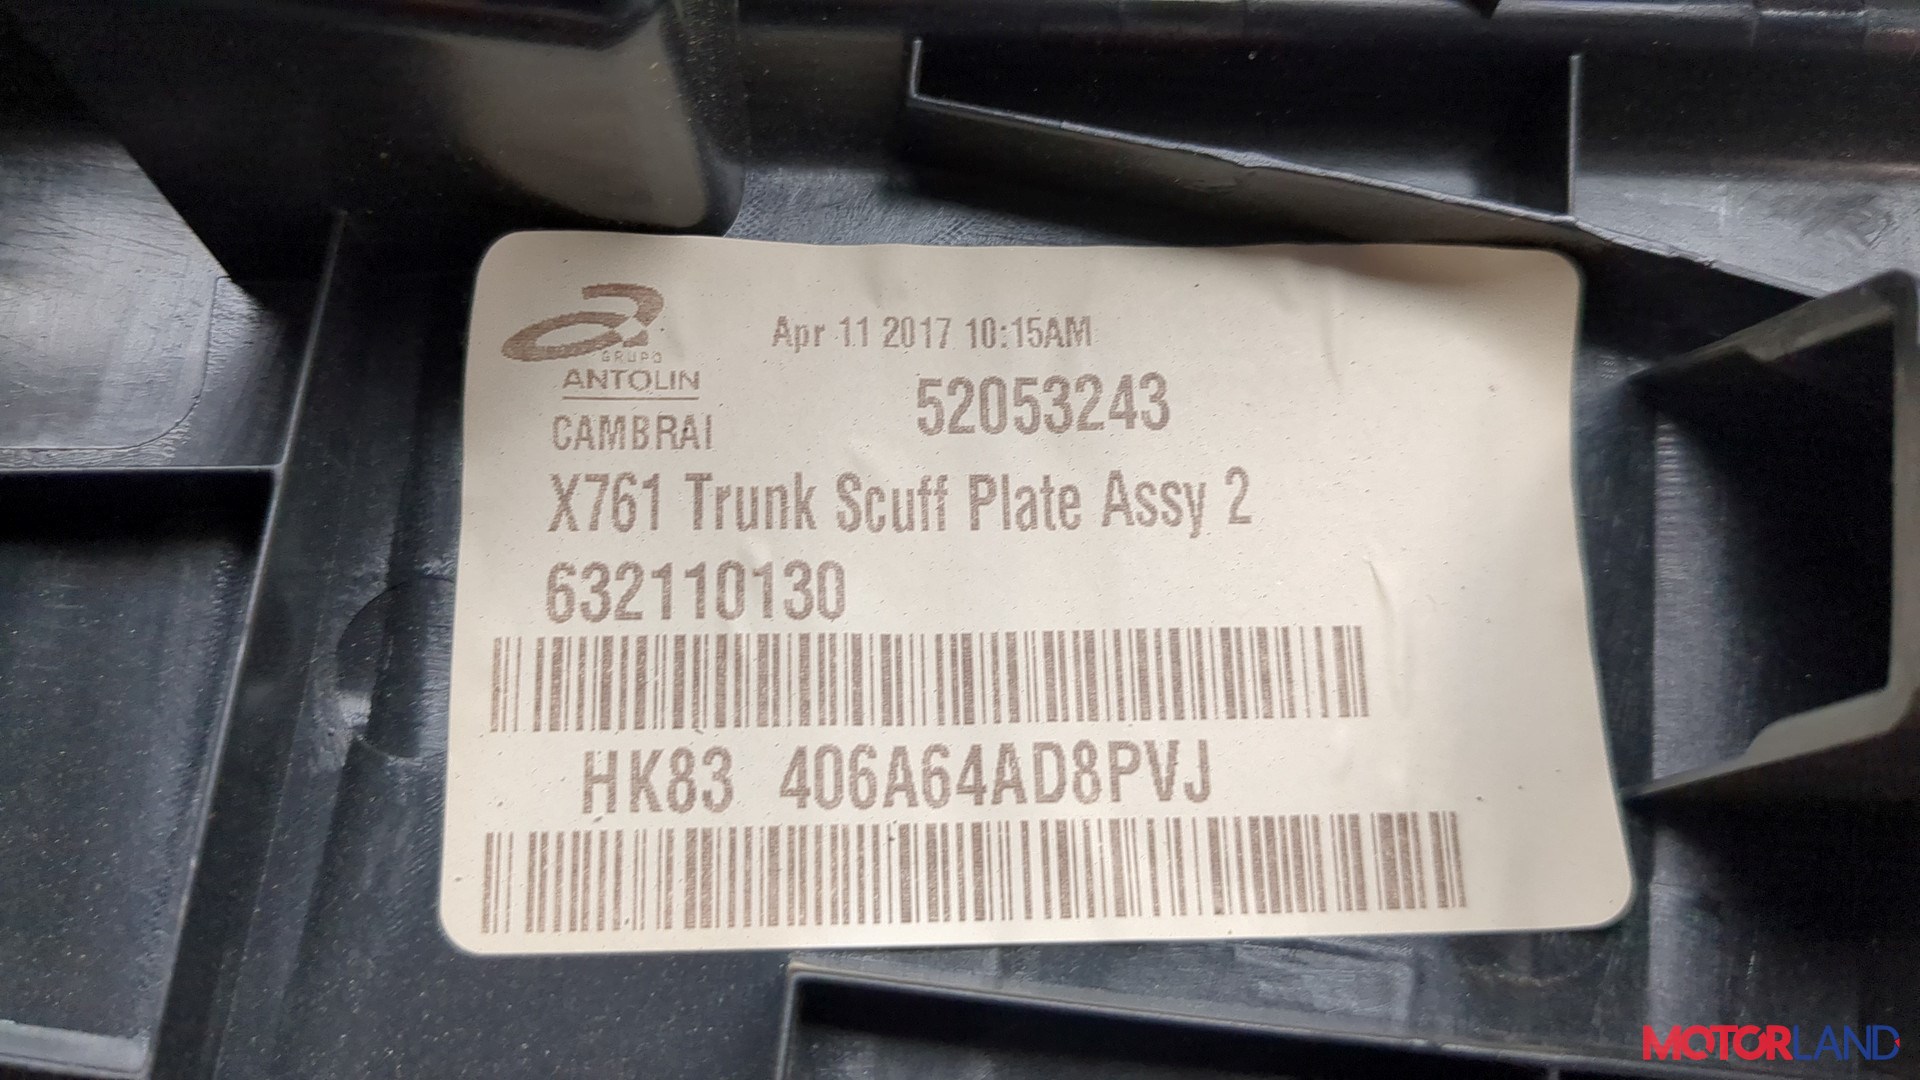 GRUPO
ANTOLIN
CAMBRAI
Apr 11 2017 10:15AM
52053243
X761 Trunk Scuff Plate Assy 2
632110130
HK83 406A64AD8PVJ
MOTORLAND